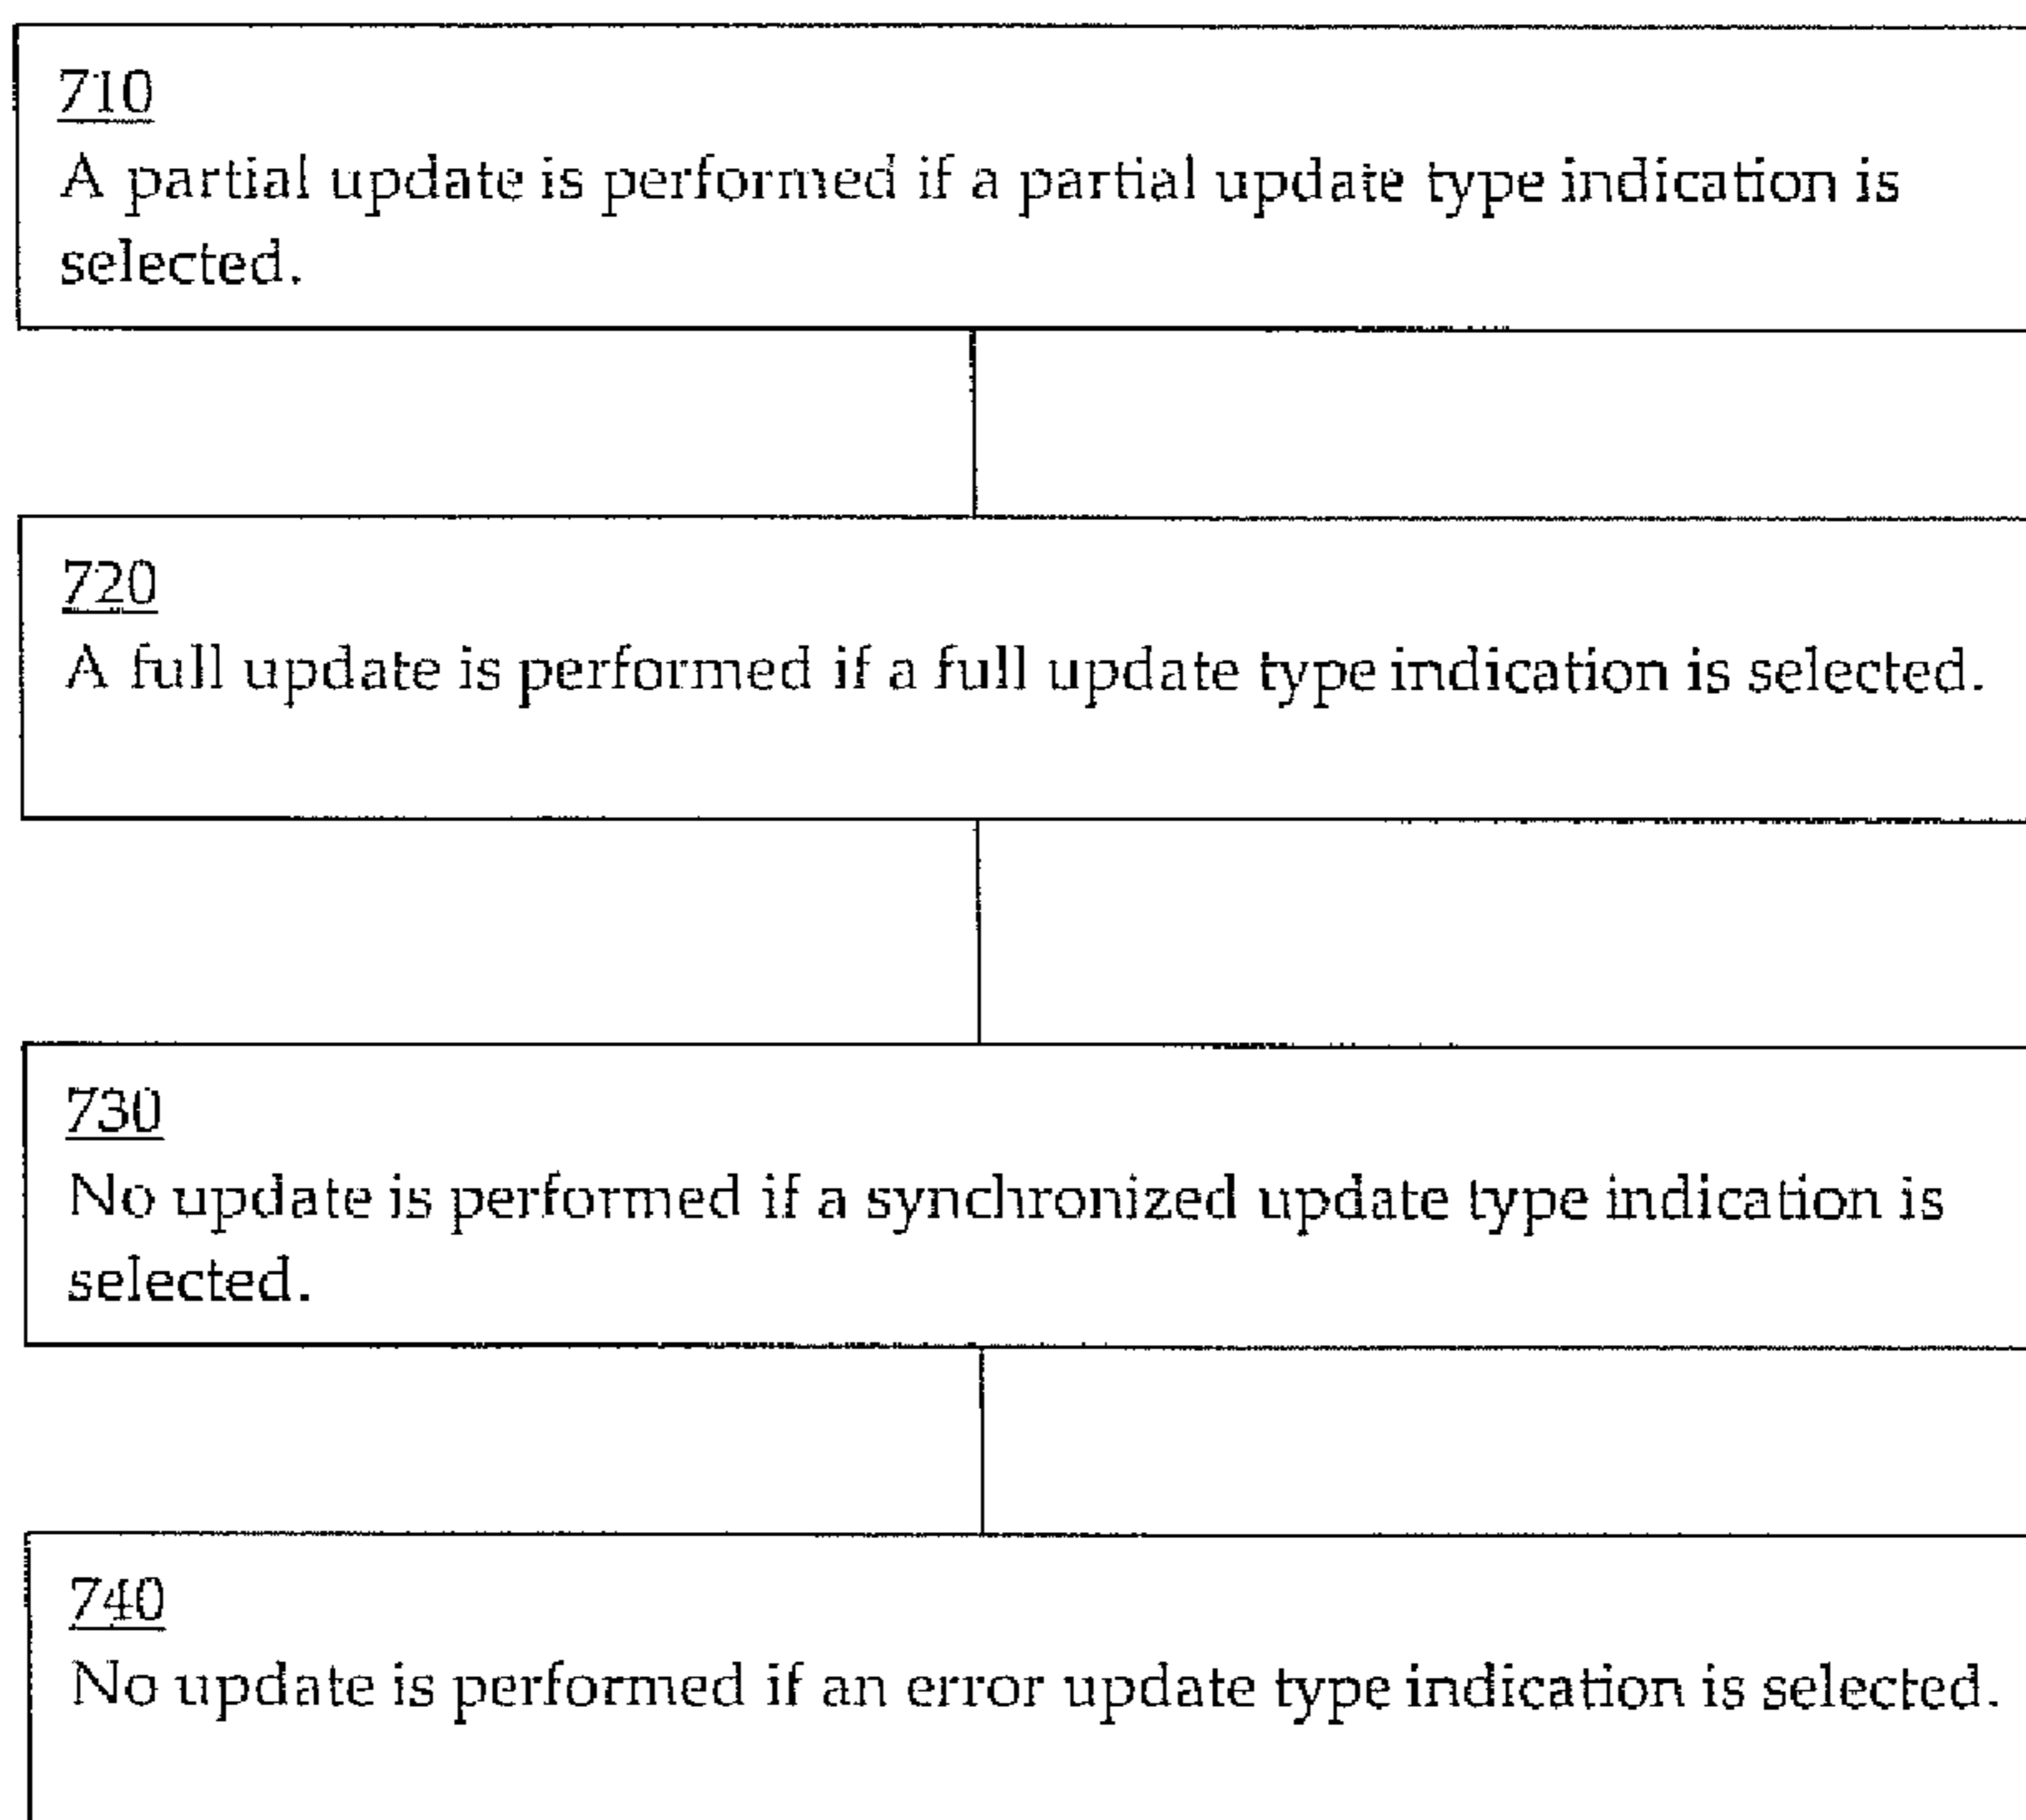 710
A partial update is performed if a partial update type indication is
selected.
720
A full update is performed if a full update type indication is selected.
730
No update is performed if a synchronized update type indication is
selected.
740
No update is performed if an error update type indication is selected.